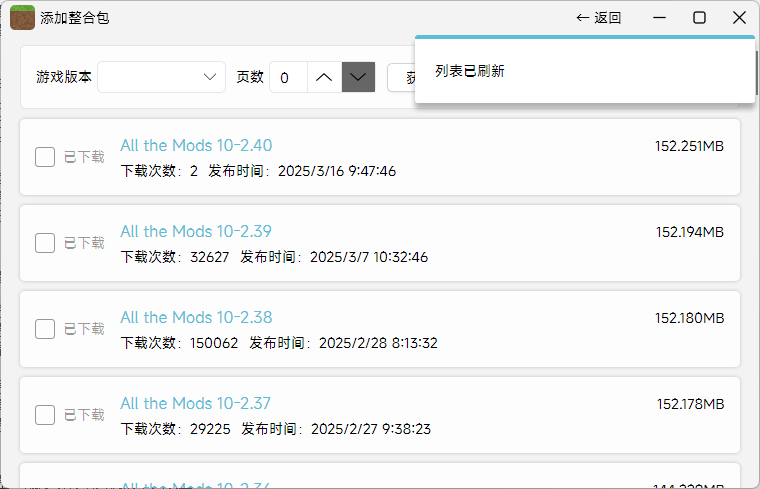 添加整合包
← 返回
游戏版本
页数 0
列表已刷新
已下载
All the Mods 10-2.40
152.251MB
下载次数：2 发布时间：2025/3/16 9:47:46
已下载
All the Mods 10-2.39
152.194MB
下载次数：32627 发布时间：2025/3/7 10:32:46
已下载
All the Mods 10-2.38
152.180MB
下载次数：150062 发布时间：2025/2/28 8:13:32
已下载
All the Mods 10-2.37
152.178MB
下载次数：29225 发布时间：2025/2/27 9:38:23
All the Mods 10-2.36